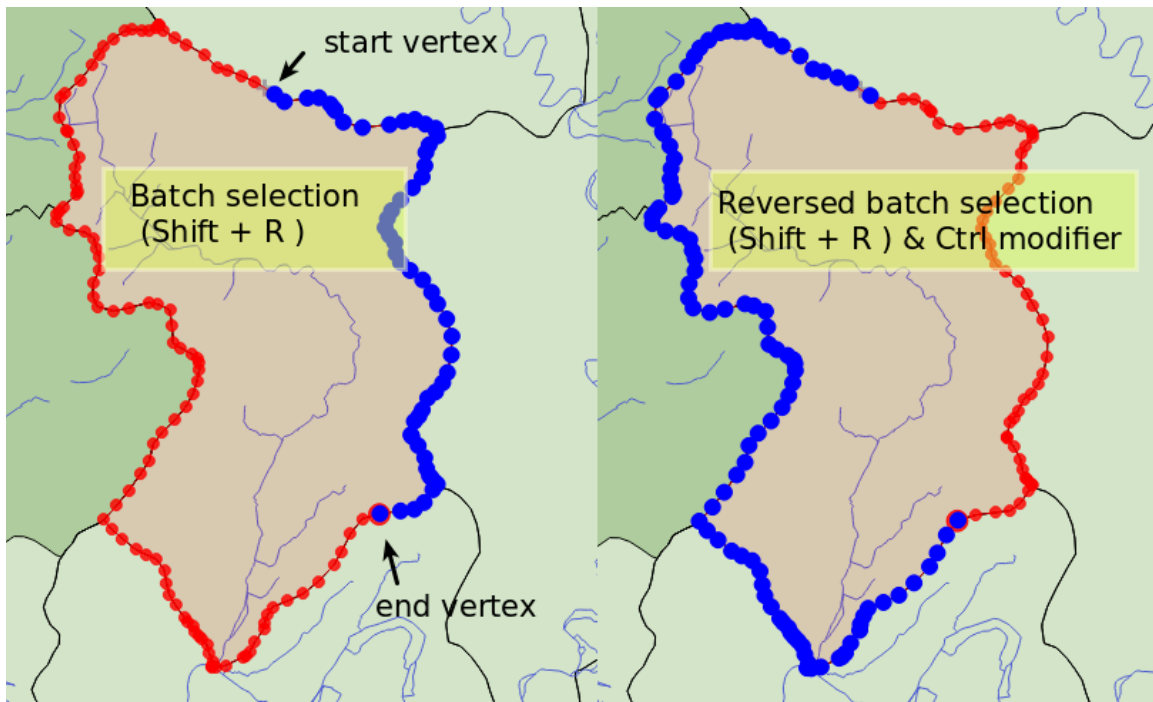 start vertex
Batch selection
(Shift + R )
end vertex
Reversed batch selection
(Shift + R ) & Ctrl modifier